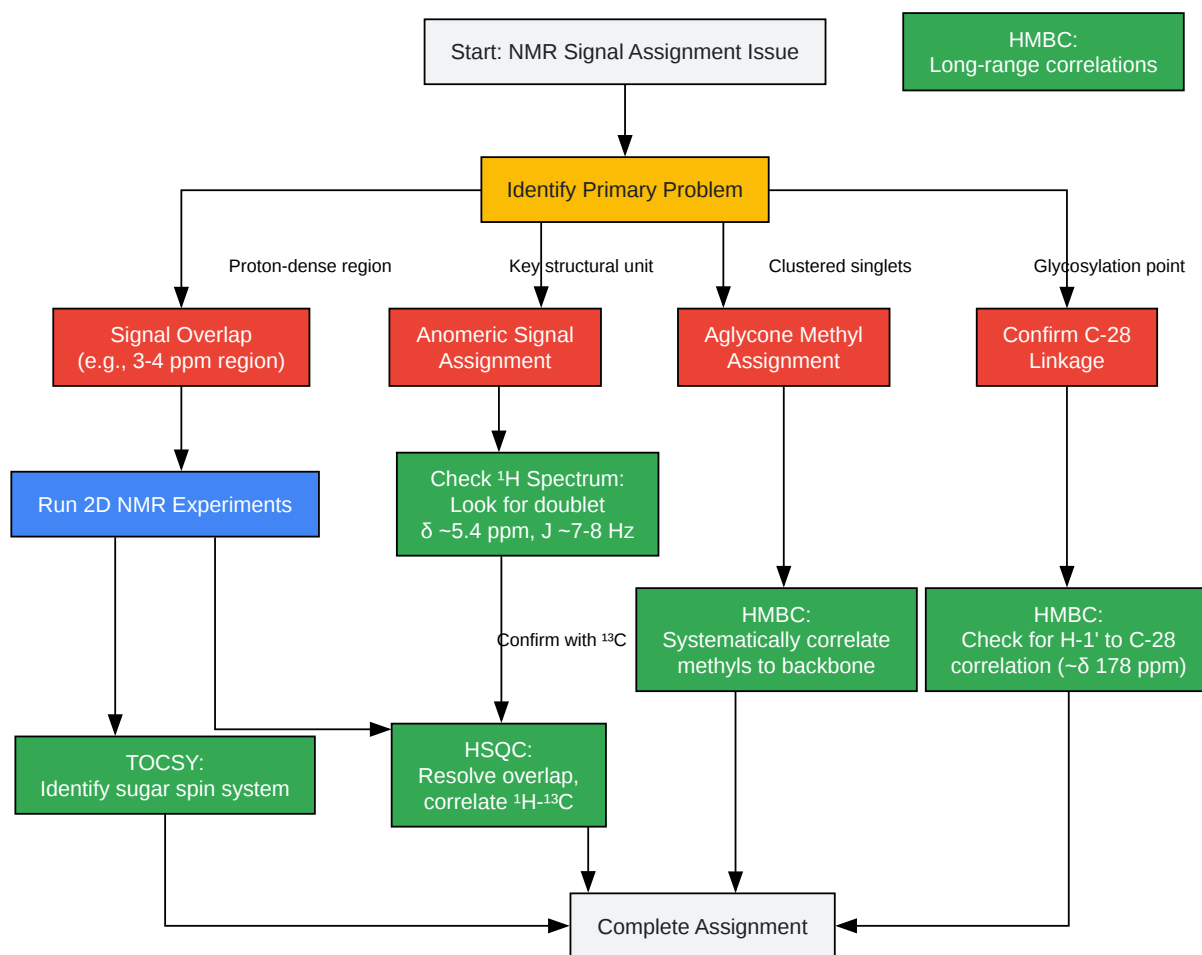 Start: NMR Signal Assignment Issue
HMBC:
Long-range correlations
Identify Primary Problem
Proton-dense region
Key structural unit
Clustered singlets
Glycosylation point
Signal Overlap
(e.g., 3-4 ppm region)
Anomeric Signal
Assignment
Aglycone Methyl
Assignment
Confirm C-28
Linkage
Run 2D NMR Experiments
Check ¹H Spectrum:
Look for doublet
δ ~5.4 ppm, J ~7-8 Hz
Confirm with ¹³C
HMBC:
Systematically correlate
methyls to backbone
HMBC:
Check for H-1' to C-28
correlation (~δ 178 ppm)
TOCSY:
Identify sugar spin system
HSQC:
Resolve overlap,
correlate ¹H-¹³C
Complete Assignment